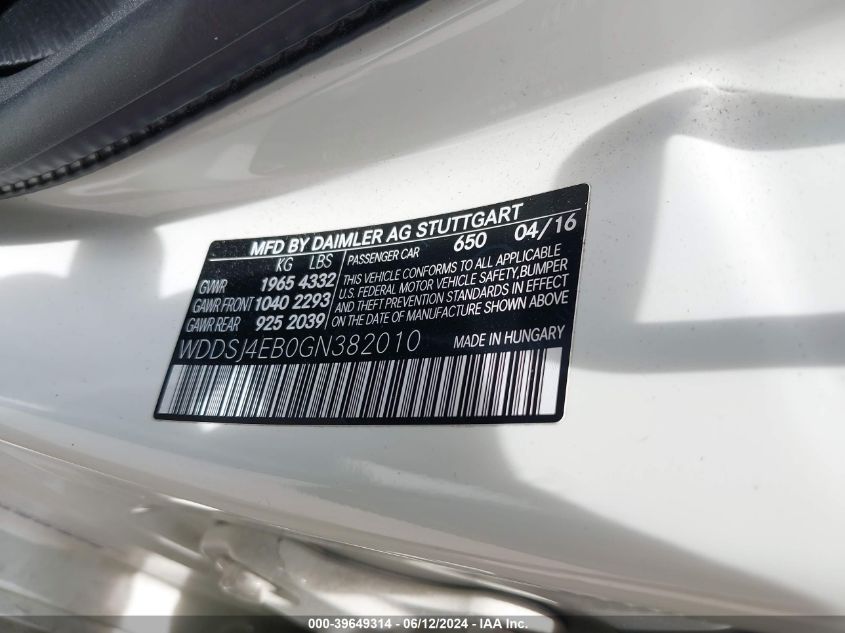 MFD BY DAIMLER AG STUTTGART
KG LBS
GVWR 1965 4332
GAWR FRONT 1040 2293
GAWR REAR 925 2039
PASSENGER CAR 650 04/16
THIS VEHICLE CONFORMS TO ALL APPLICABLE
U.S. FEDERAL MOTOR VEHICLE SAFETY, BUMPER
AND THEFT PREVENTION STANDARDS IN EFFECT
ON THE DATE OF MANUFACTURE SHOWN ABOVE
WDDSJ4EB0GN382010 MADE IN HUNGARY
000-39649314 - 06/12/2024 - IAA Inc.